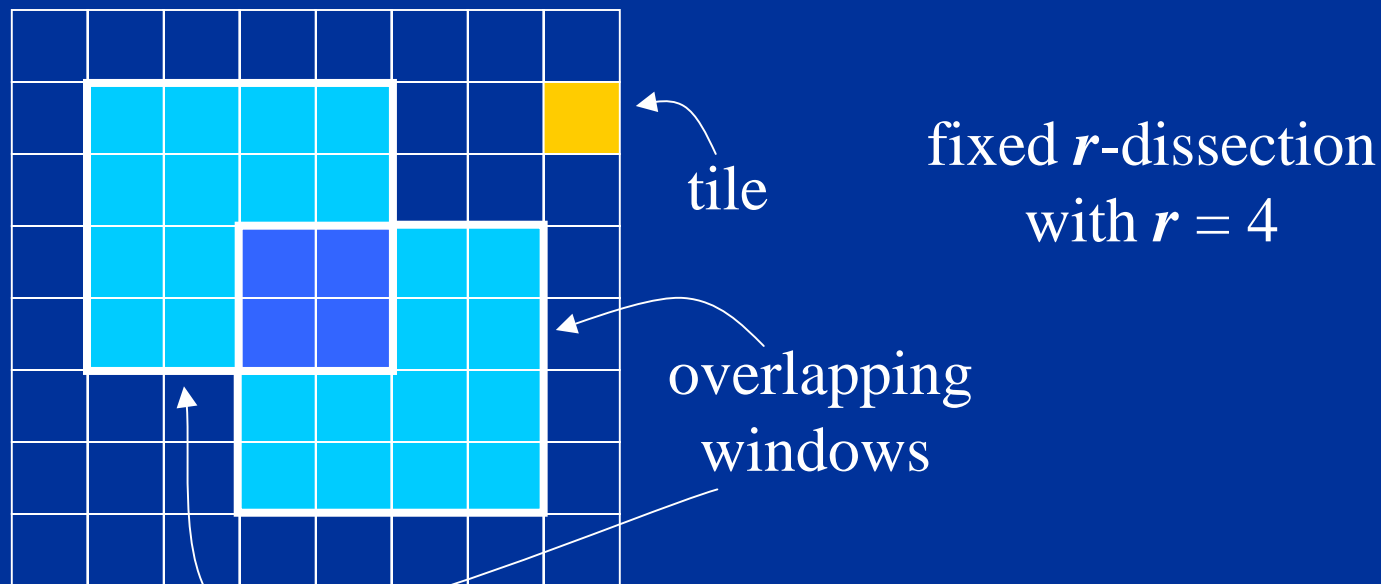 tile
fixed r-dissection
with r = 4
overlapping
windows